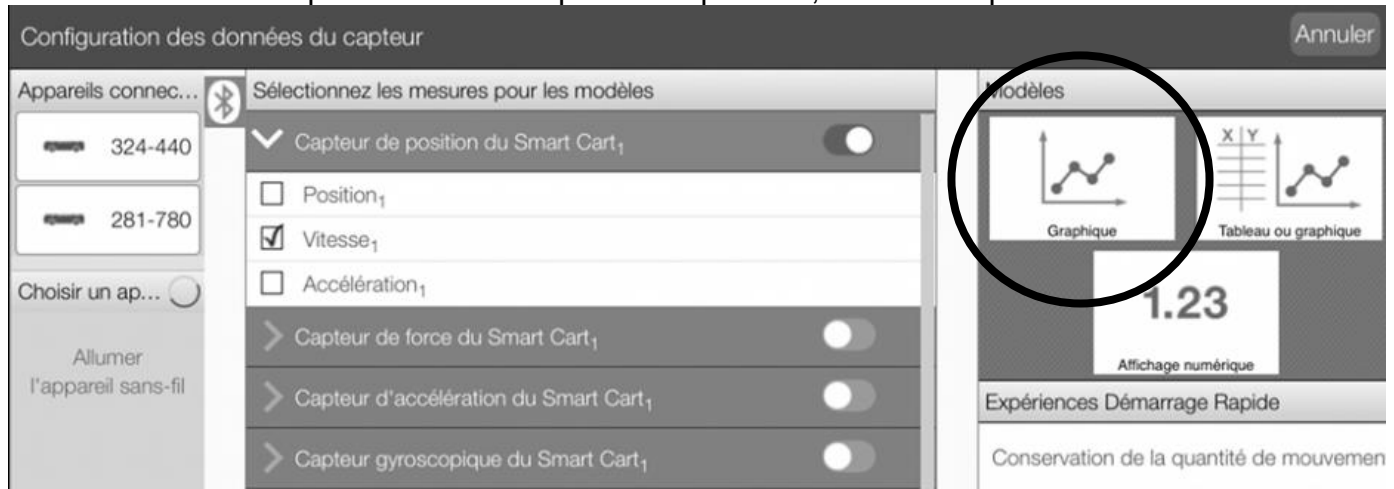 Configuration des données du capteur
Annuler
Appareils connec...
324-440
281-780
Choisir un ap...
Allumer
l'appareil sans-fil
Sélectionnez les mesures pour les modèles
Capteur de position du Smart Cart₁
Position₁
Vitesse₁
Accélération₁
Capteur de force du Smart Cart₁
Capteur d'accélération du Smart Cart₁
Capteur gyroscopique du Smart Cart₁
Modèles
Graphique
X Y
Tableau ou graphique
1.23
Affichage numérique
Expériences Démarrage Rapide
Conservation de la quantité de mouvemen